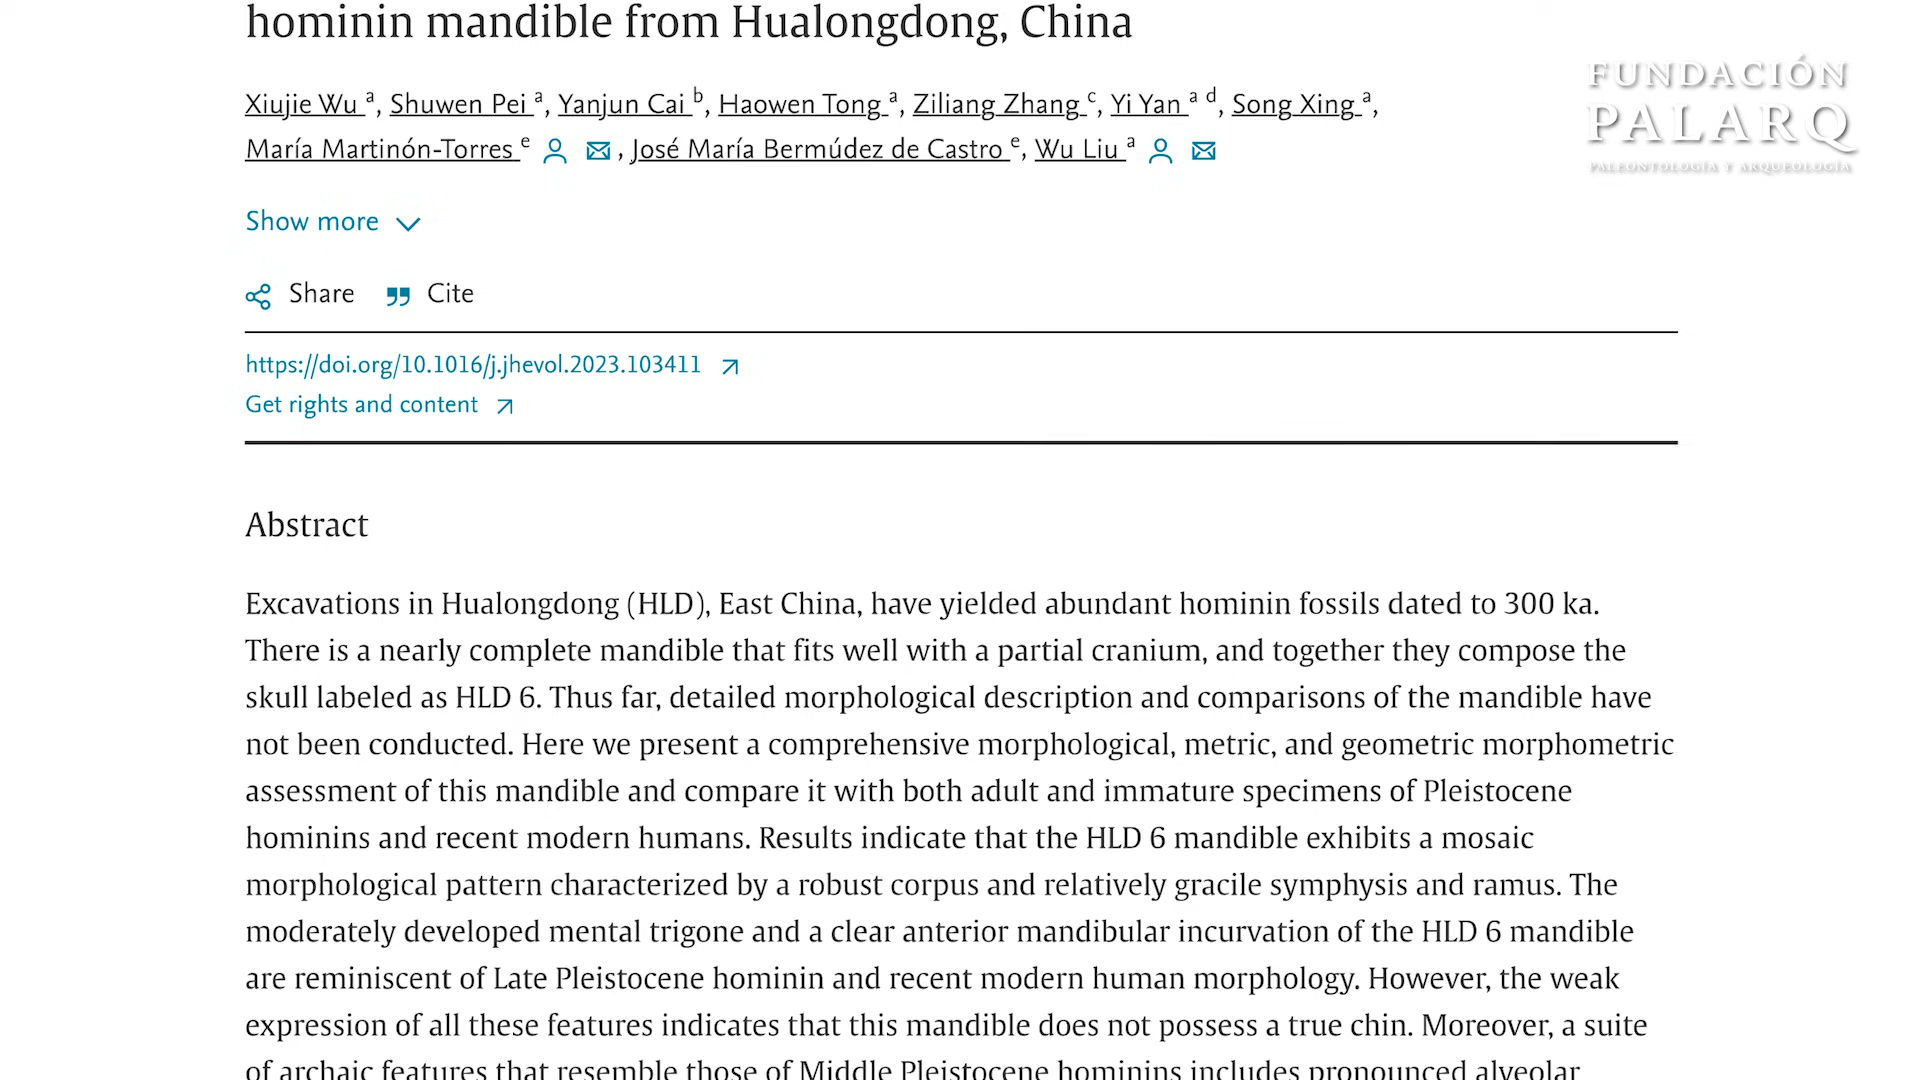 hominin mandible from Hualongdong, China
FUNDACIÓN
PALARQ
PALEONTOLOGÍA Y ARQUEOLOGÍA
Xiujie Wu a, Shuwen Pei a, Yanjun Cai b, Haowen Tong a, Ziliang Zhang c, Yi Yan a d, Song Xing a,
María Martinón-Torres e , José María Bermúdez de Castro e, Wu Liu a
Show more
Share Cite
https://doi.org/10.1016/j.jhevol.2023.103411
Get rights and content
Abstract
Excavations in Hualongdong (HLD), East China, have yielded abundant hominin fossils dated to 300 ka.
There is a nearly complete mandible that fits well with a partial cranium, and together they compose the
skull labeled as HLD 6. Thus far, detailed morphological description and comparisons of the mandible have
not been conducted. Here we present a comprehensive morphological, metric, and geometric morphometric
assessment of this mandible and compare it with both adult and immature specimens of Pleistocene
hominins and recent modern humans. Results indicate that the HLD 6 mandible exhibits a mosaic
morphological pattern characterized by a robust corpus and relatively gracile symphysis and ramus. The
moderately developed mental trigone and a clear anterior mandibular incurvation of the HLD 6 mandible
are reminiscent of Late Pleistocene hominin and recent modern human morphology. However, the weak
expression of all these features indicates that this mandible does not possess a true chin. Moreover, a suite
of archaic features that resemble those of Middle Pleistocene hominins includes pronounced alveolar